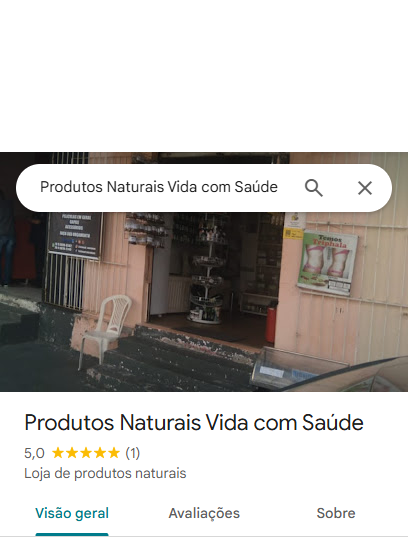 Produtos Naturais Vida com Saúde
Temos
Produtos Naturais Vida com Saúde
5,0 ★★★★★ (1)
Loja de produtos naturais
Visão geral Avaliações Sobre